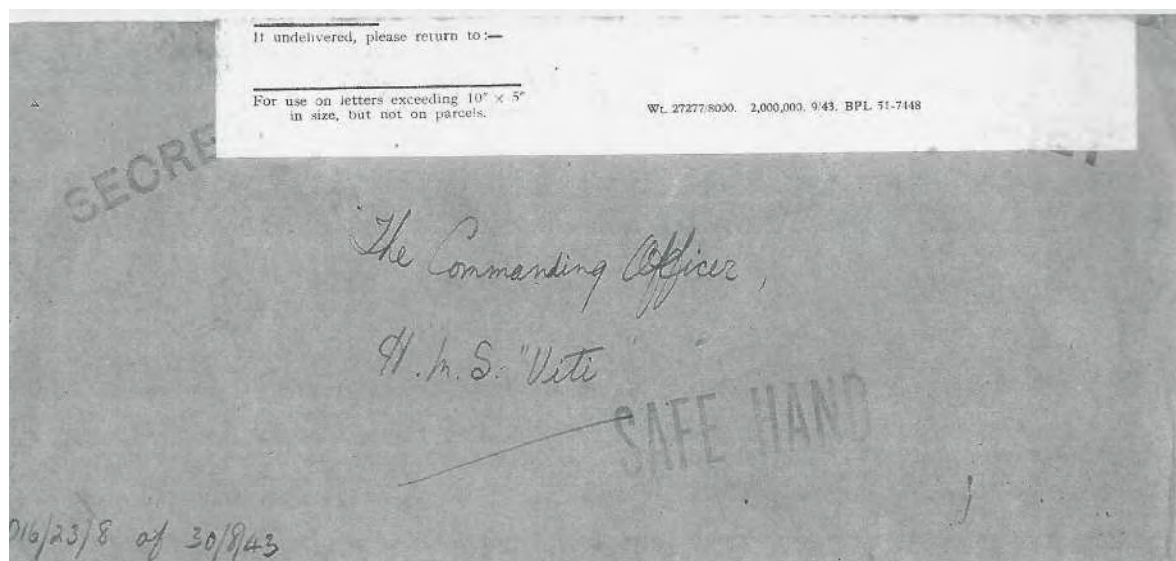 If undelivered, please return to:—
For use on letters exceeding 10″ × 5″
in size, but not on parcels.
Wt. 27277/8000. 2,000,000. 9/43. BPL 51-7448
SECRE
The Commanding Officer,
H.M.S. "Viti"
SAFE HAND
016/23/8 of 30/8/43